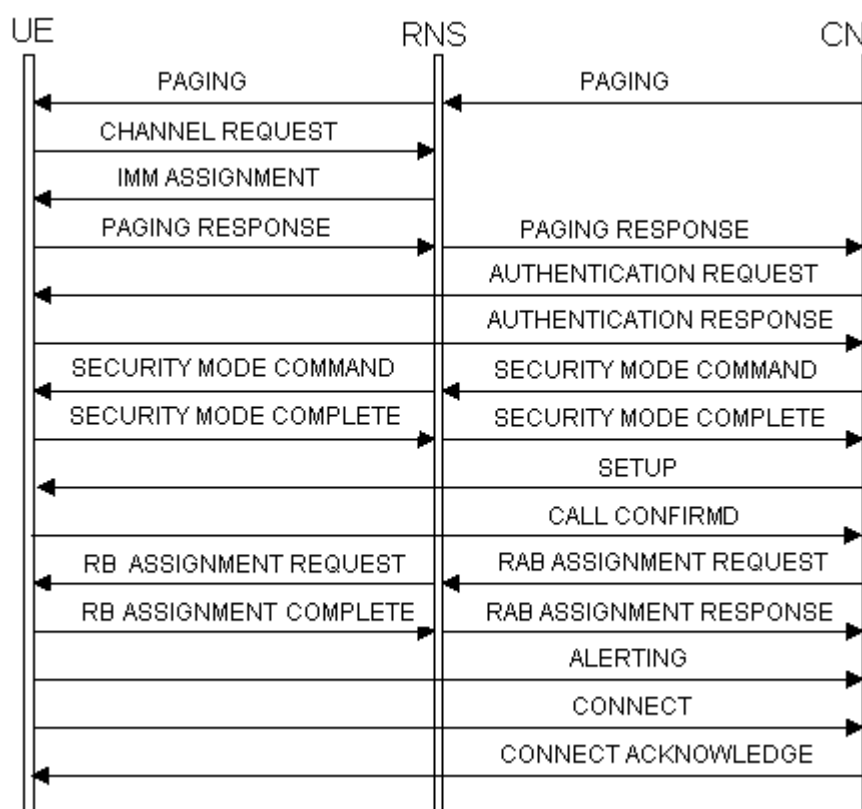 UE RNS CN
PAGING PAGING
CHANNEL REQUEST
IMM ASSIGNMENT
PAGING RESPONSE PAGING RESPONSE
AUTHENTICATION REQUEST
AUTHENTICATION RESPONSE
SECURITY MODE COMMAND SECURITY MODE COMMAND
SECURITY MODE COMPLETE SECURITY MODE COMPLETE
SETUP
CALL CONFIRMD
RB ASSIGNMENT REQUEST RAB ASSIGNMENT REQUEST
RB ASSIGNMENT COMPLETE RAB ASSIGNMENT RESPONSE
ALERTING
CONNECT
CONNECT ACKNOWLEDGE